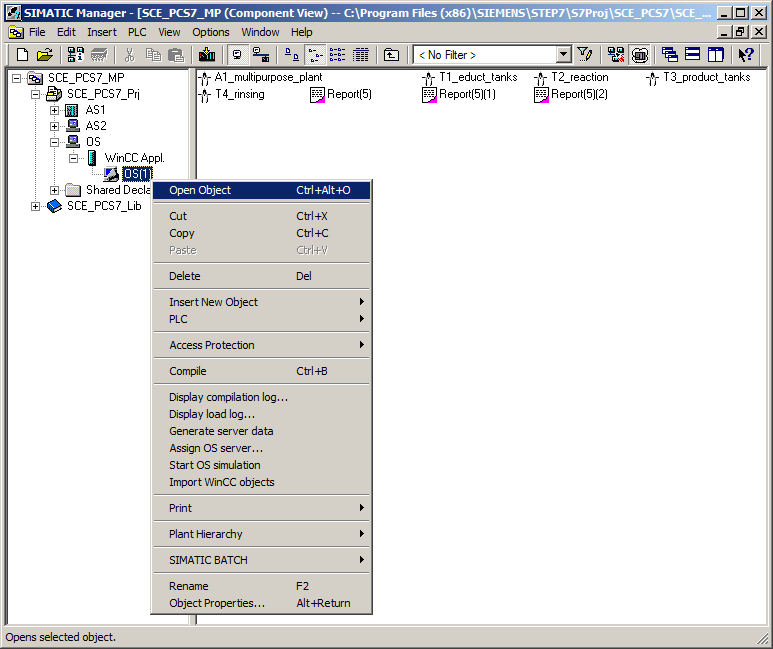 SIMATIC Manager - [SCE_PCS7_MP (Component View) -- C:\Program Files (x86)\SIEMENS\STEP7\S7Proj\SCE_PCS7\SCE_...
File Edit Insert PLC View Options Window Help
< No Filter >
SCE_PCS7_MP
SCE_PCS7_Prj
AS1
AS2
OS
WinCC Appl.
OS(1)
Shared Decla
SCE_PCS7_Lib
A1_multipurpose_plant T1_educt_tanks T2_reaction T3_product_tanks
T4_rinsing Report(5) Report(5)(1) Report(5)(2)
Open Object Ctrl+Alt+O
Cut Ctrl+X
Copy Ctrl+C
Paste Ctrl+V
Delete Del
Insert New Object
PLC
Access Protection
Compile Ctrl+B
Display compilation log...
Display load log...
Generate server data
Assign OS server...
Start OS simulation
Import WinCC objects
Print
Plant Hierarchy
SIMATIC BATCH
Rename F2
Object Properties... Alt+Return
Opens selected object.